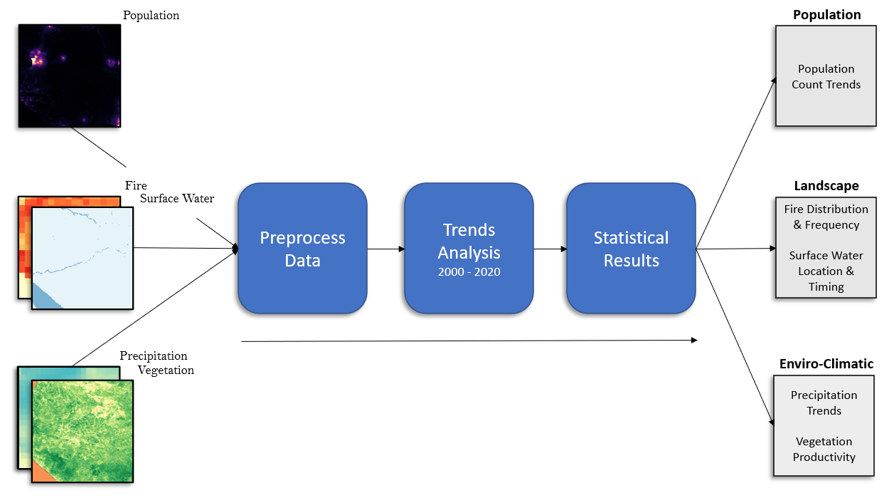 Population
Fire
Surface Water
Precipitation
Vegetation
Preprocess
Data
Trends
Analysis
2000 - 2020
Statistical
Results
Population
Population
Count Trends
Landscape
Fire Distribution
& Frequency
Surface Water
Location &
Timing
Enviro-Climatic
Precipitation
Trends
Vegetation
Productivity